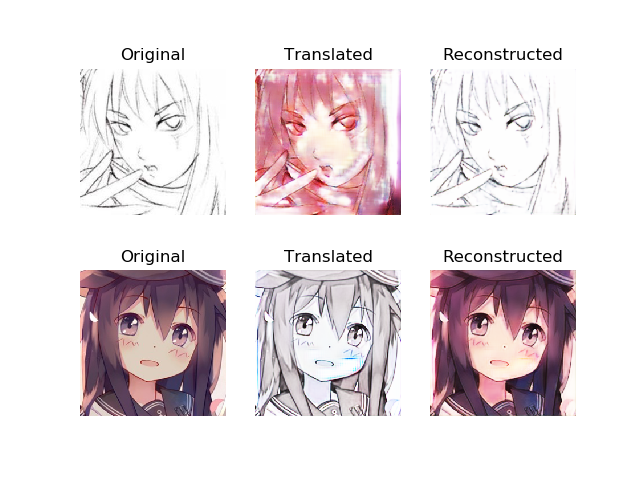 Original
Translated
Reconstructed
Original
Translated
Reconstructed